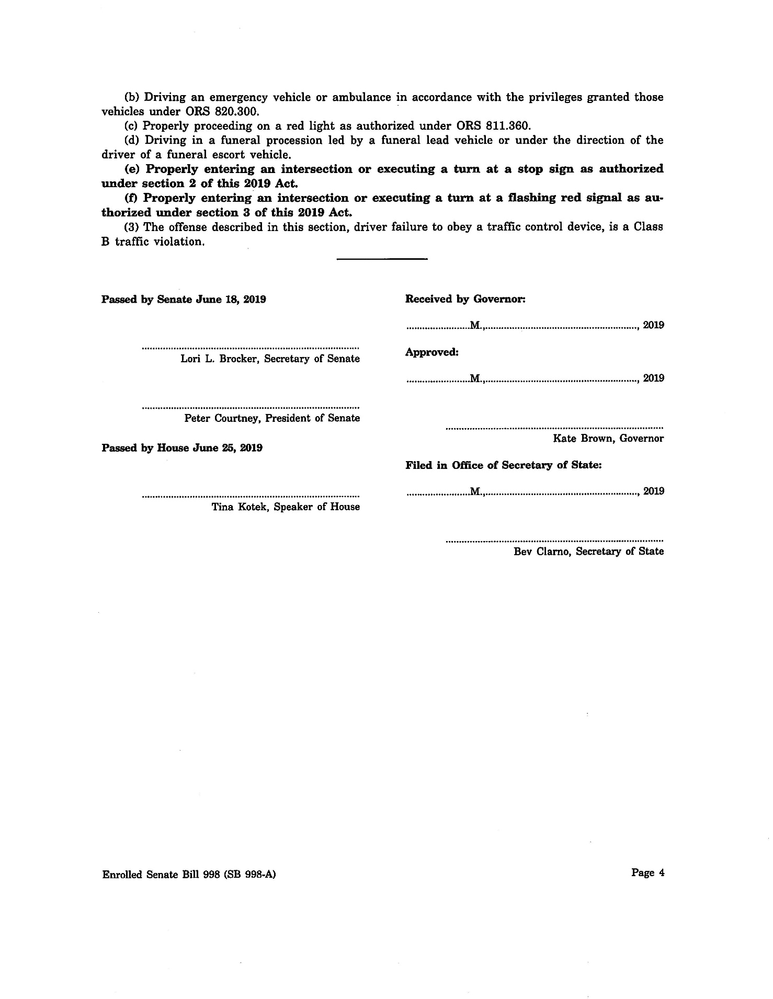 (b) Driving an emergency vehicle or ambulance in accordance with the privileges granted those
vehicles under ORS 820.300.
(c) Properly proceeding on a red light as authorized under ORS 811.360.
(d) Driving in a funeral procession led by a funeral lead vehicle or under the direction of the
driver of a funeral escort vehicle.
(e) Properly entering an intersection or executing a turn at a stop sign as authorized
under section 2 of this 2019 Act.
(f) Properly entering an intersection or executing a turn at a flashing red signal as au-
thorized under section 3 of this 2019 Act.
(3) The offense described in this section, driver failure to obey a traffic control device, is a Class
B traffic violation.
Passed by Senate June 18, 2019
........................................................................
Lori L. Brocker, Secretary of Senate
........................................................................
Peter Courtney, President of Senate
Passed by House June 25, 2019
........................................................................
Tina Kotek, Speaker of House
Received by Governor:
........................M.,........................................................., 2019
Approved:
........................M.,........................................................., 2019
........................................................................
Kate Brown, Governor
Filed in Office of Secretary of State:
........................M.,........................................................., 2019
........................................................................
Bev Clarno, Secretary of State
Enrolled Senate Bill 998 (SB 998-A)
Page 4